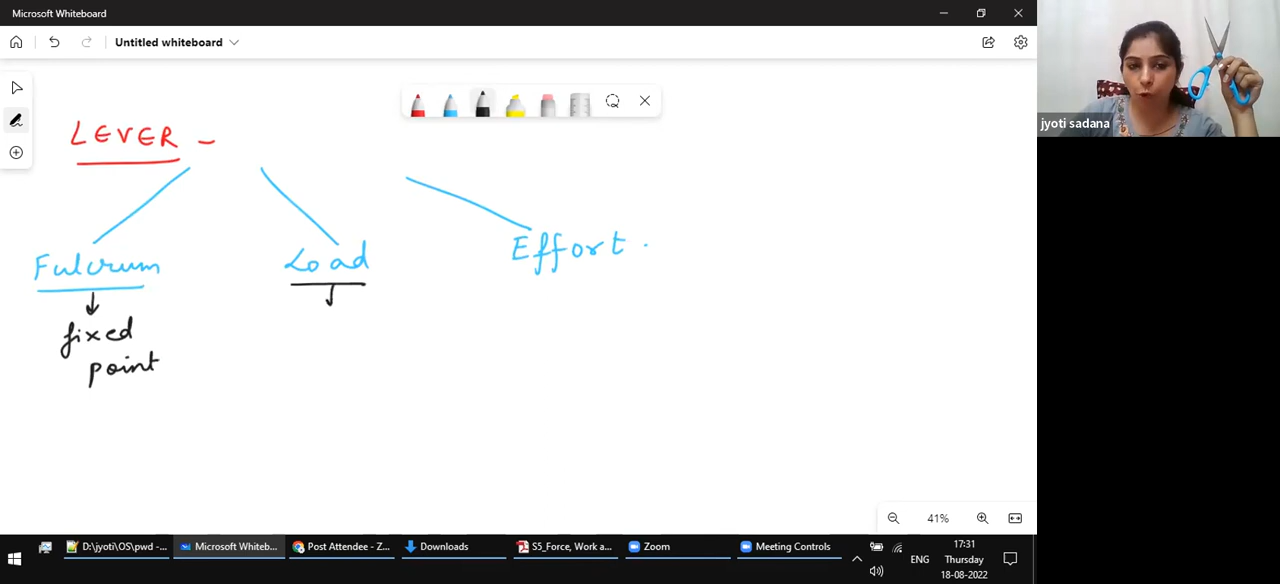 Microsoft Whiteboard
Untitled whiteboard
jyoti sadana
LEVER -
Fulcrum
Load
Effort .
fixed
point
41%
D:\jyoti\OS\pwd -...
Microsoft Whiteb...
Post Attendee - Z...
Downloads
S5_Force, Work a...
Zoom
Meeting Controls
ENG
17:31
Thursday
18-08-2022